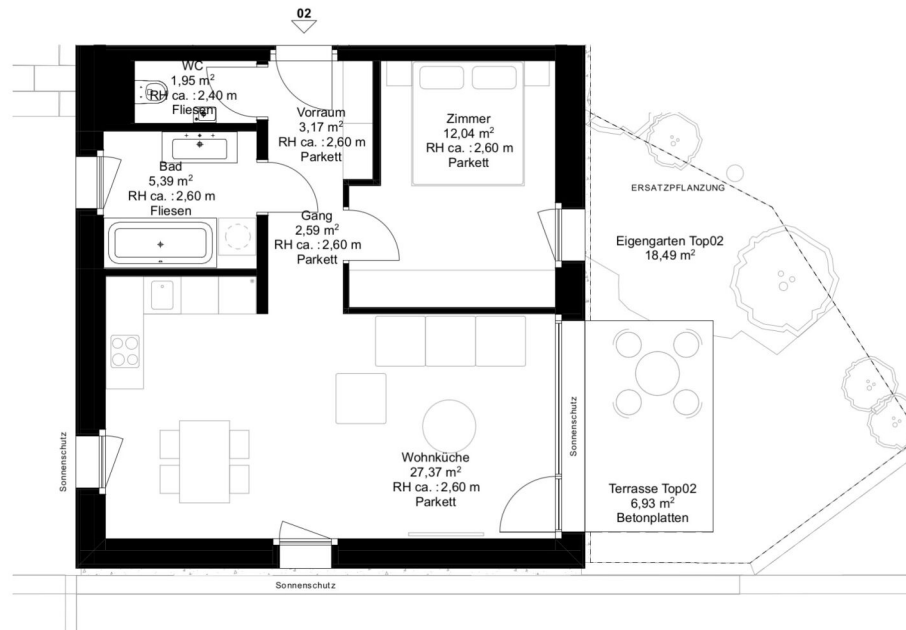 02
WC
1,95 m²
RH ca. : 2,40 m
Fliesen
Vorraum
3,17 m²
RH ca. : 2,60 m
Parkett
Zimmer
12,04 m²
RH ca. : 2,60 m
Parkett
Bad
5,39 m²
RH ca. : 2,60 m
Fliesen
Gang
2,59 m²
RH ca. : 2,60 m
Parkett
ERSATZPFLANZUNG
Eigengarten Top02
18,49 m²
Sonnenschutz
Wohnküche
27,37 m²
RH ca. : 2,60 m
Parkett
Sonnenschutz
Terrasse Top02
6,93 m²
Betonplatten
Sonnenschutz